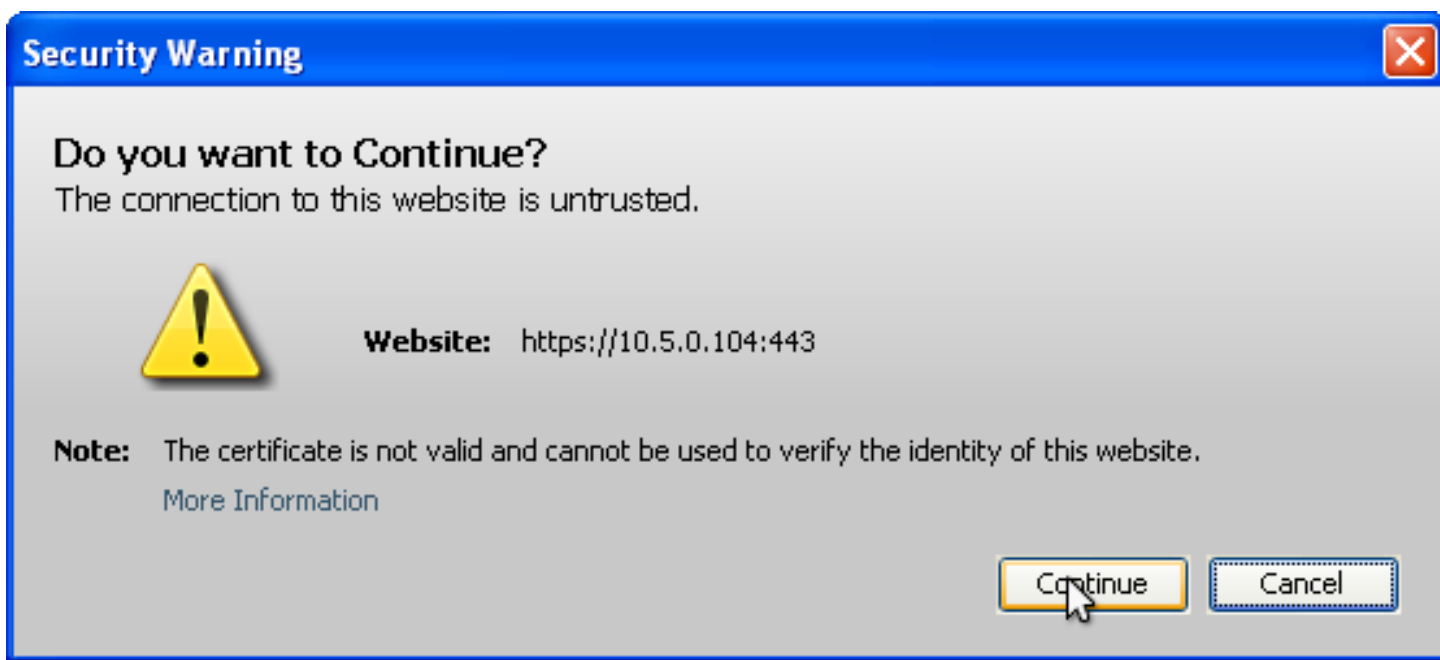 Security Warning
Do you want to Continue?
The connection to this website is untrusted.
Website: https://10.5.0.104:443
Note: The certificate is not valid and cannot be used to verify the identity of this website.
More Information
Continue Cancel